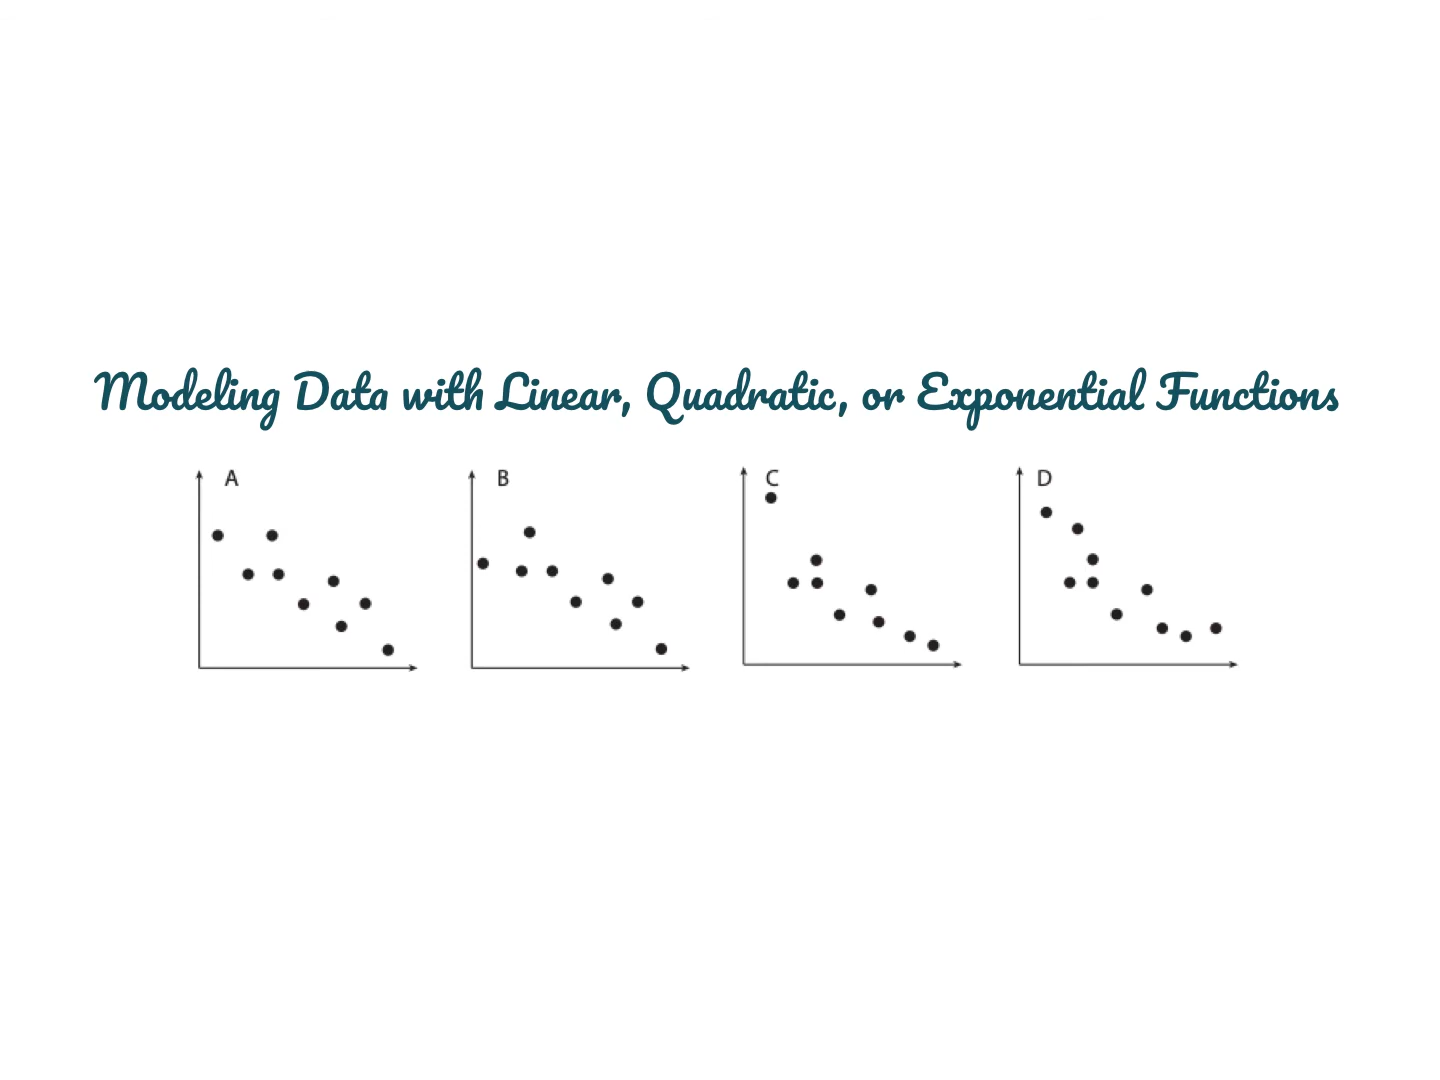 Modeling Data with Linear, Quadratic, or Exponential Functions
A
B
C
D